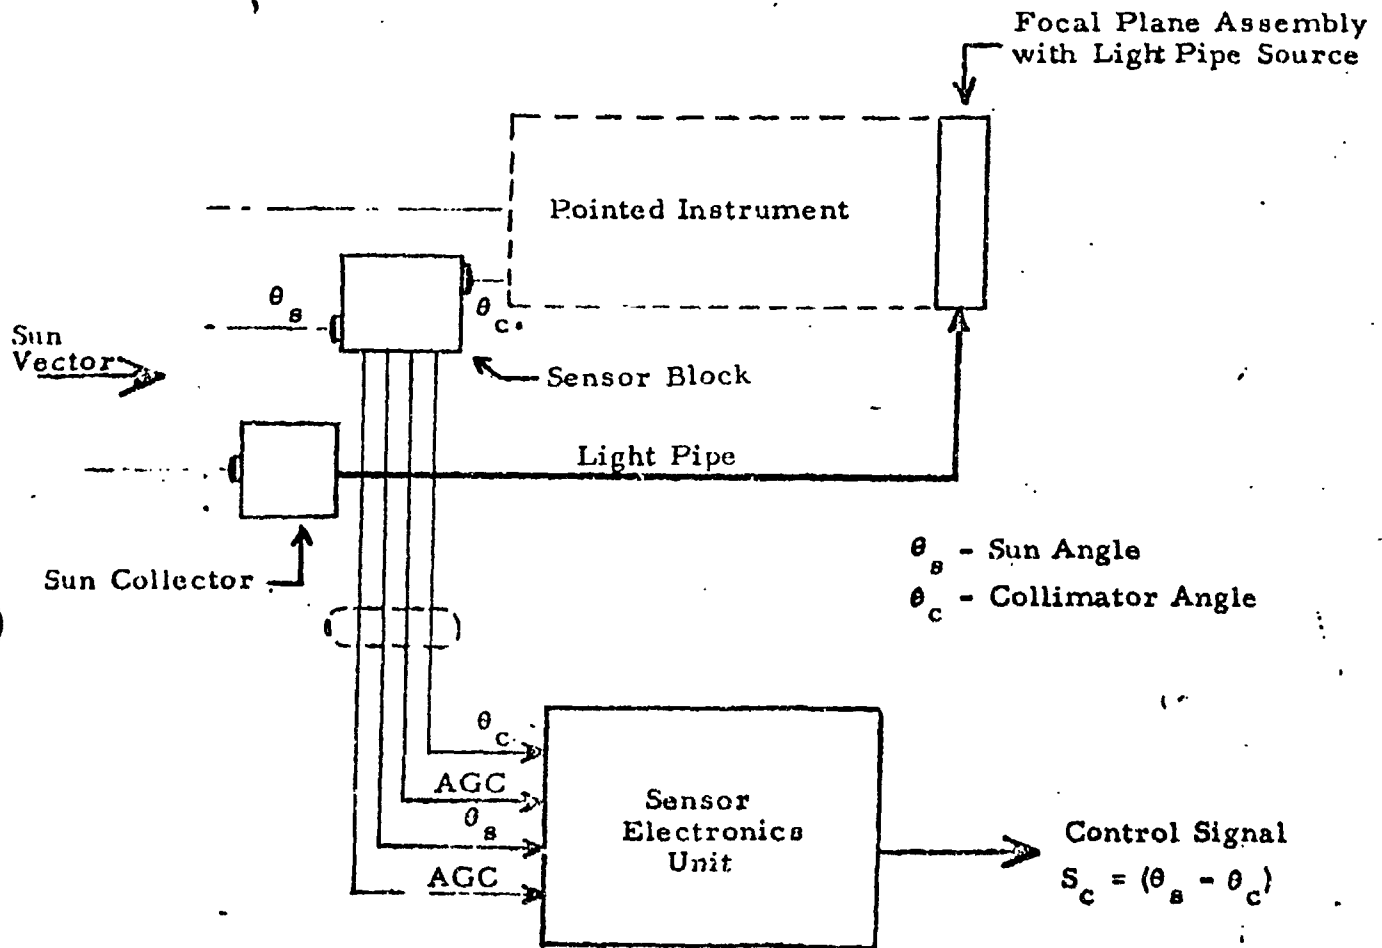 Focal Plane Assembly
with Light Pipe Source
Pointed Instrument
θs
θc
Sun
Vector
Sensor Block
Light Pipe
θs - Sun Angle
Sun Collector
θc - Collimator Angle
θc
AGC
θs
AGC
Sensor
Electronics
Unit
Control Signal
Sc = (θs - θc)